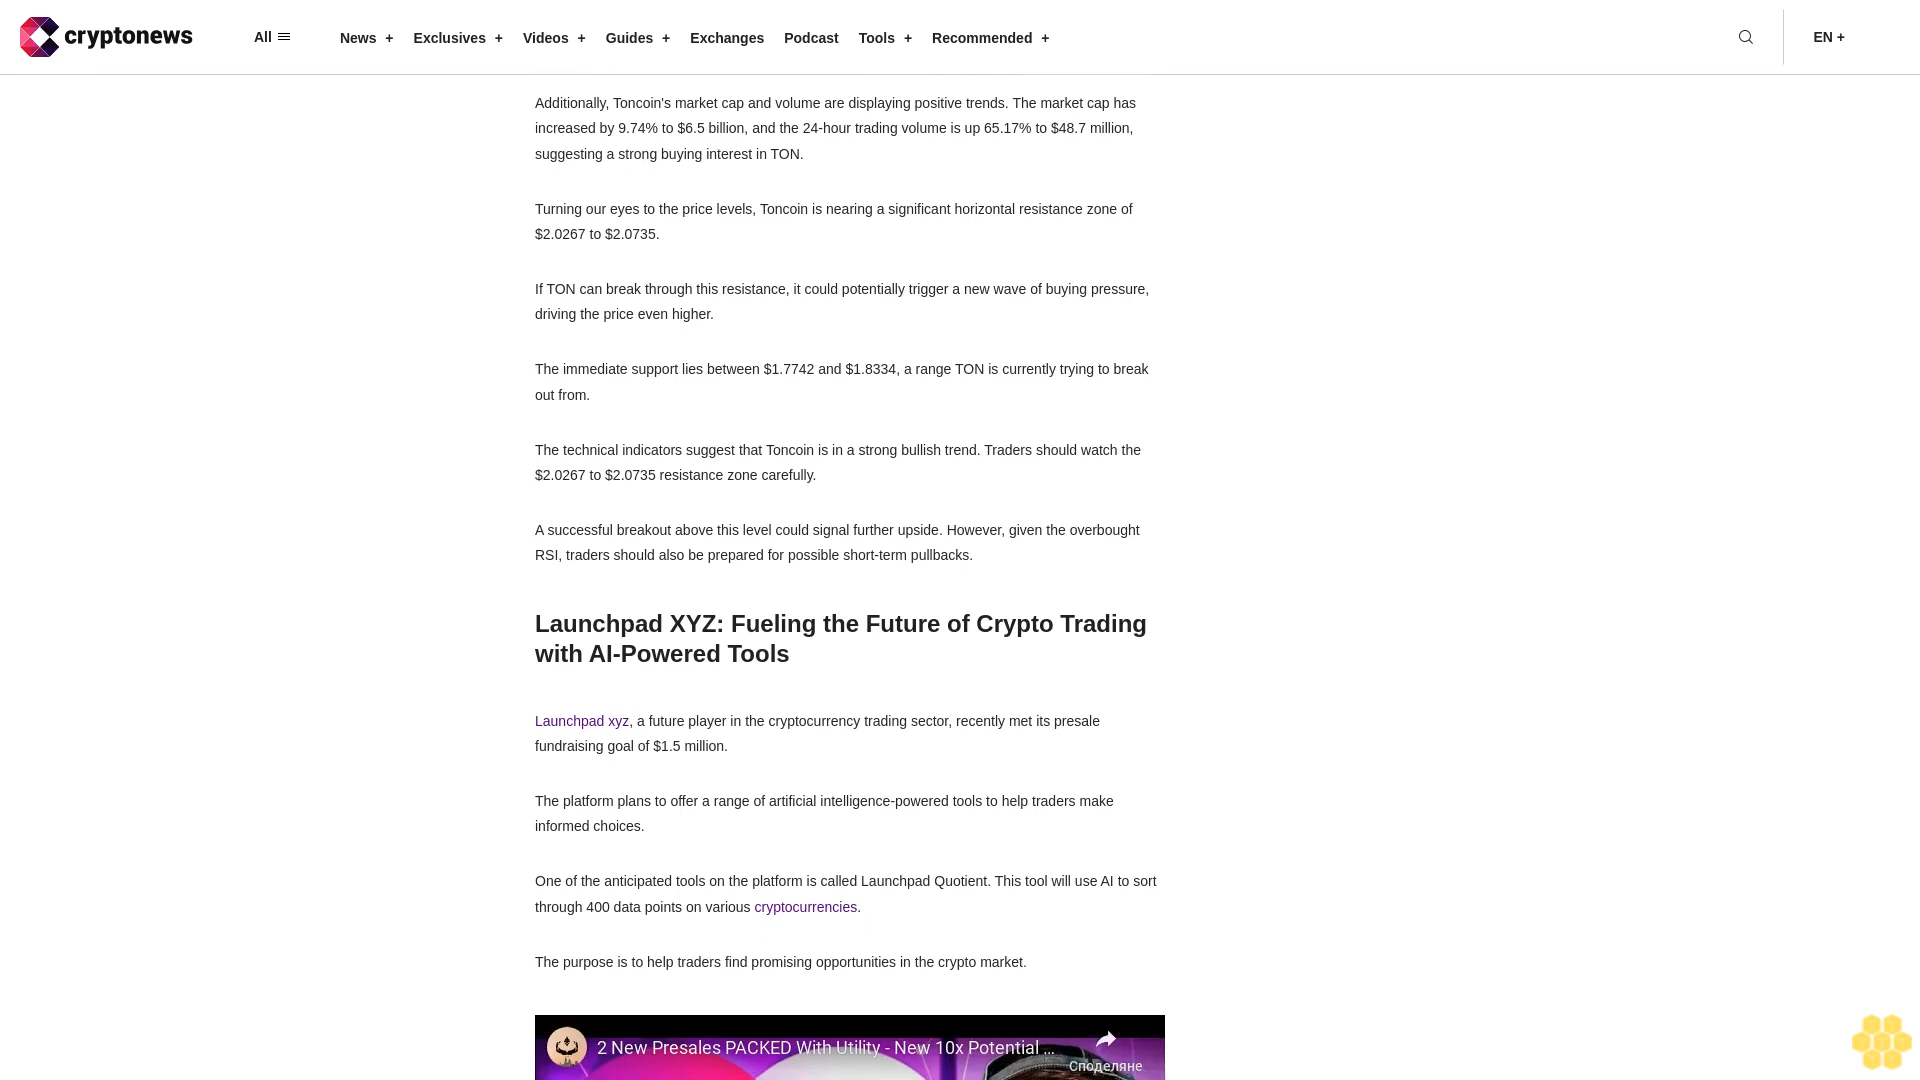 cryptonews
All
News + Exclusives + Videos + Guides + Exchanges Podcast Tools + Recommended +
EN +
Additionally, Toncoin's market cap and volume are displaying positive trends. The market cap has
increased by 9.74% to $6.5 billion, and the 24-hour trading volume is up 65.17% to $48.7 million,
suggesting a strong buying interest in TON.
Turning our eyes to the price levels, Toncoin is nearing a significant horizontal resistance zone of
$2.0267 to $2.0735.
If TON can break through this resistance, it could potentially trigger a new wave of buying pressure,
driving the price even higher.
The immediate support lies between $1.7742 and $1.8334, a range TON is currently trying to break
out from.
The technical indicators suggest that Toncoin is in a strong bullish trend. Traders should watch the
$2.0267 to $2.0735 resistance zone carefully.
A successful breakout above this level could signal further upside. However, given the overbought
RSI, traders should also be prepared for possible short-term pullbacks.
Launchpad XYZ: Fueling the Future of Crypto Trading
with AI-Powered Tools
Launchpad xyz, a future player in the cryptocurrency trading sector, recently met its presale
fundraising goal of $1.5 million.
The platform plans to offer a range of artificial intelligence-powered tools to help traders make
informed choices.
One of the anticipated tools on the platform is called Launchpad Quotient. This tool will use AI to sort
through 400 data points on various cryptocurrencies.
The purpose is to help traders find promising opportunities in the crypto market.
2 New Presales PACKED With Utility - New 10x Potential ...
Споделяне